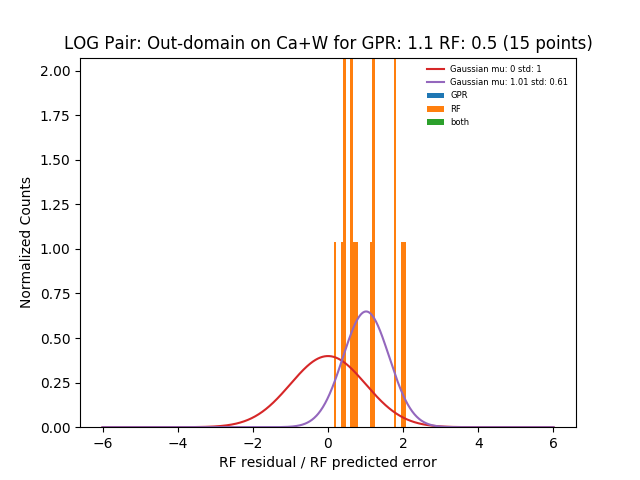 LOG Pair: Out-domain on Ca+W for GPR: 1.1 RF: 0.5 (15 points)
Gaussian mu: 0 std: 1
Gaussian mu: 1.01 std: 0.61
GPR
RF
both
Normalized Counts
2.00
1.75
1.50
1.25
1.00
0.75
0.50
0.25
0.00
−6 −4 −2 0 2 4 6
RF residual / RF predicted error